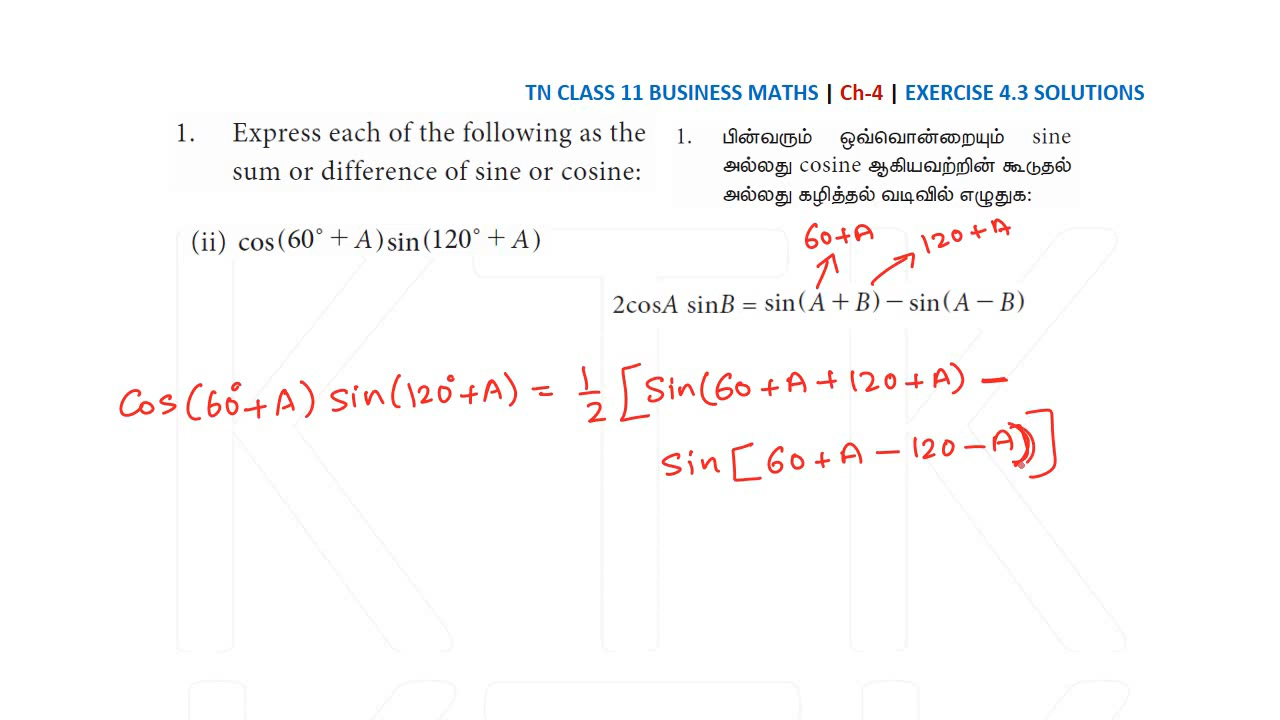 TN CLASS 11 BUSINESS MATHS | Ch-4 | EXERCISE 4.3 SOLUTIONS
1. Express each of the following as the
sum or difference of sine or cosine:
1. பின்வரும் ஒவ்வொன்றையும் sine
அல்லது cosine ஆகியவற்றின் கூடுதல்
அல்லது கழித்தல் வடிவில் எழுதுக:
(ii) cos(60° + A)sin(120° + A)
60+A
120+A
2cosA sinB = sin(A + B) − sin(A − B)
Cos(60°+A) Sin(120°+A) = 1/2 [Sin(60+A+120+A) −
Sin[60+A−120−A)]
KTK